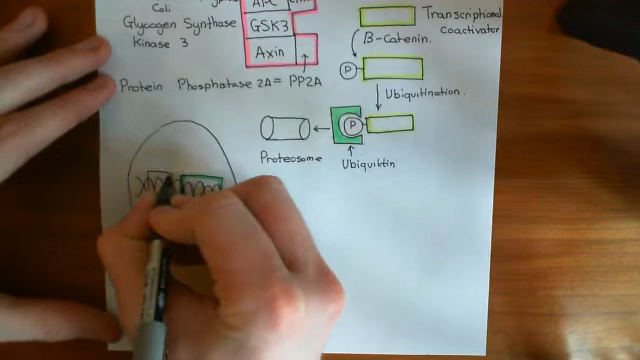 Coli
Glycogen Synthase
Kinase 3
APC
GSK3
Axin
Protein Phosphatase 2A = PP2A
Transcriptional
Coactivator
β-catenin.
P
Ubiquitination.
P
Proteosome
Ubiquittin